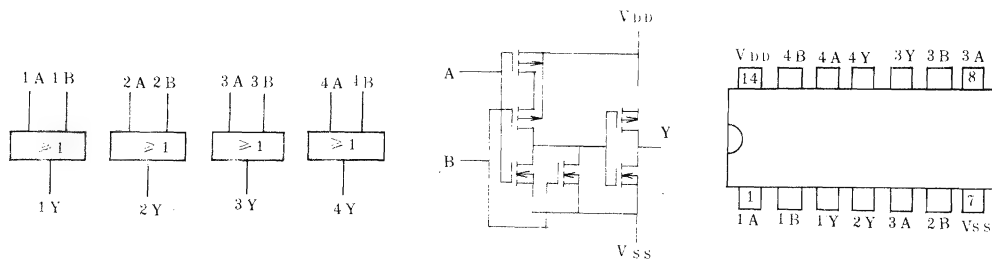 1A 1B
2A 2B
3A 3B
4A 4B
≥1
≥1
≥1
≥1
1Y
2Y
3Y
4Y
VDD
A
B
Y
VSS
VDD 4B 4A 4Y 3Y 3B 3A
14 8
1 7
1A 1B 1Y 2Y 3A 2B VSS